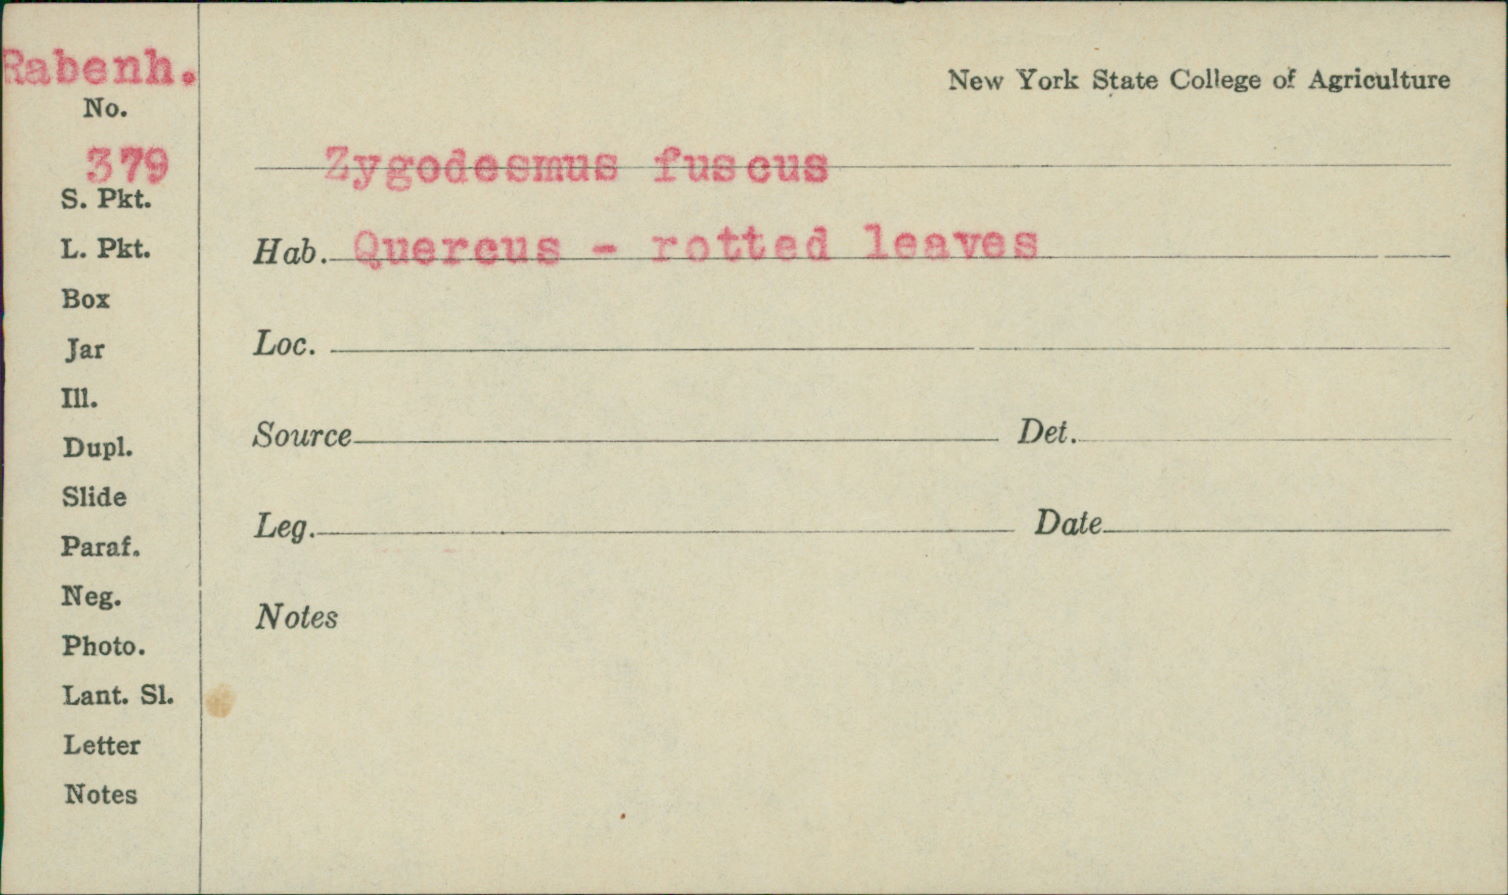 Rabenh.
No.
379
S. Pkt.
L. Pkt.
Box
Jar
Ill.
Dupl.
Slide
Paraf.
Neg.
Photo.
Lant. Sl.
Letter
Notes
New York State College of Agriculture
Zygodesmus fuscus
Hab. Quercus - rotted leaves
Loc.
Source Det.
Leg. Date
Notes